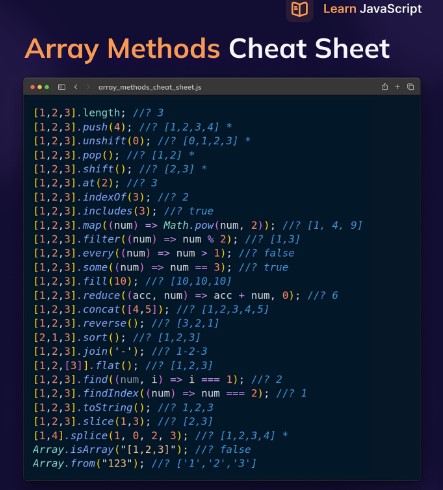 Learn JavaScript
Array Methods Cheat Sheet
array_methods_cheat_sheet.js
[1,2,3].length; //? 3
[1,2,3].push(4); //? [1,2,3,4] *
[1,2,3].unshift(0); //? [0,1,2,3] *
[1,2,3].pop(); //? [1,2] *
[1,2,3].shift(); //? [2,3] *
[1,2,3].at(2); //? 3
[1,2,3].indexOf(3); //? 2
[1,2,3].includes(3); //? true
[1,2,3].map((num) => Math.pow(num, 2)); //? [1, 4, 9]
[1,2,3].filter((num) => num % 2); //? [1,3]
[1,2,3].every((num) => num > 1); //? false
[1,2,3].some((num) => num == 3); //? true
[1,2,3].fill(10); //? [10,10,10]
[1,2,3].reduce((acc, num) => acc + num, 0); //? 6
[1,2,3].concat([4,5]); //? [1,2,3,4,5]
[1,2,3].reverse(); //? [3,2,1]
[2,1,3].sort(); //? [1,2,3]
[1,2,3].join('-'); //? 1-2-3
[1,2,[3]].flat(); //? [1,2,3]
[1,2,3].find((num, i) => i === 1); //? 2
[1,2,3].findIndex((num) => num === 2); //? 1
[1,2,3].toString(); //? 1,2,3
[1,2,3].slice(1,3); //? [2,3]
[1,4].splice(1, 0, 2, 3); //? [1,2,3,4] *
Array.isArray("[1,2,3]"); //? false
Array.from("123"); //? ['1','2','3']